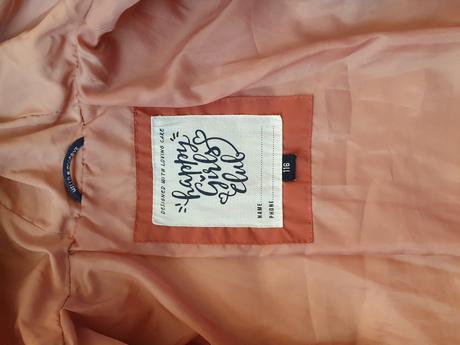 DESIGNED WITH LOVING CARE
happy
Girls
Club
NAME
PHONE
116